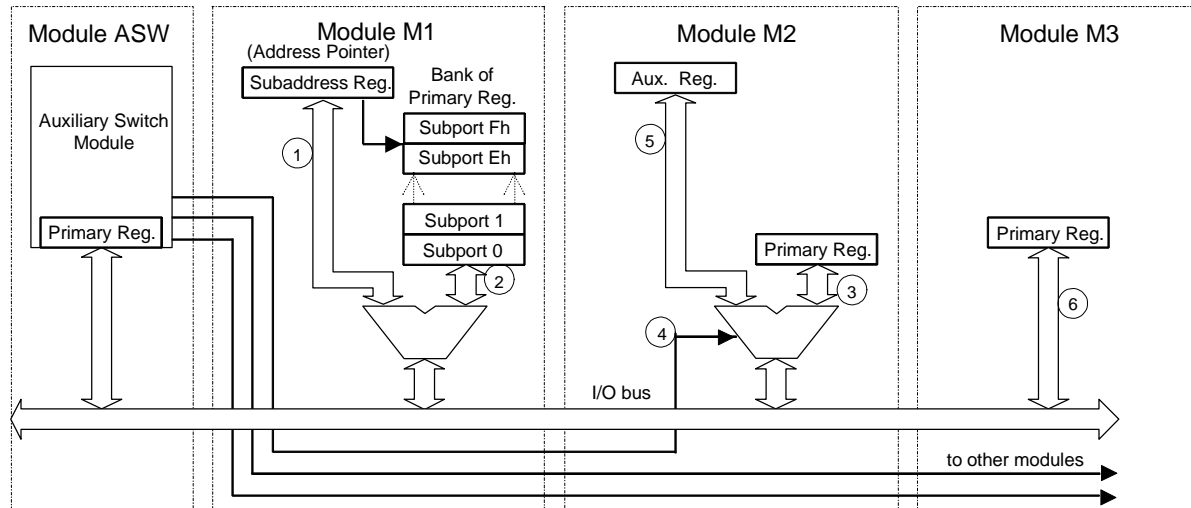 Module ASW
Auxiliary Switch
Module
Primary Reg.
Module M1
(Address Pointer)
Subaddress Reg.
Bank of
Primary Reg.
Subport Fh
Subport Eh
Subport 1
Subport 0
1
2
Module M2
Aux. Reg.
5
Primary Reg.
3
4
I/O bus
Module M3
Primary Reg.
6
to other modules